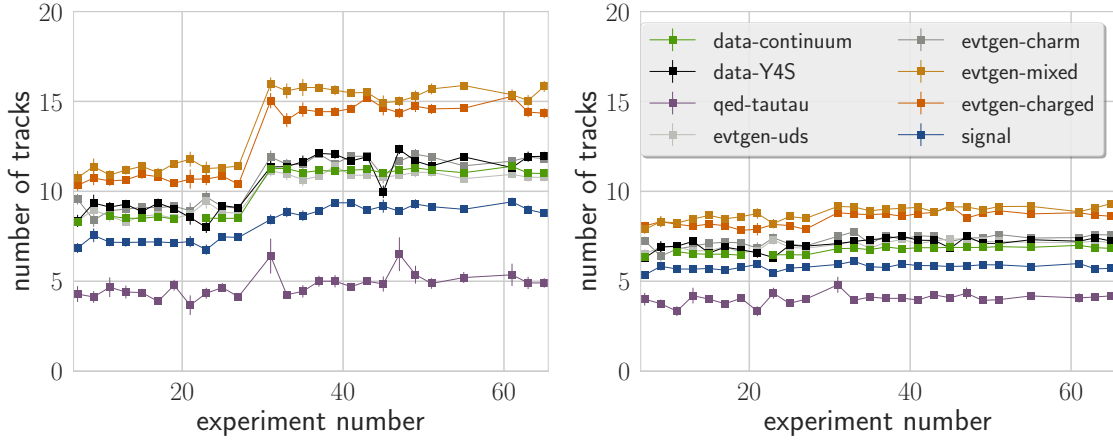 number of tracks
20
15
10
5
0
20
40
60
experiment number
number of tracks
20
15
10
5
0
20
40
60
experiment number
data-continuum
data-Y4S
qed-tautau
evtgen-uds
evtgen-charm
evtgen-mixed
evtgen-charged
signal